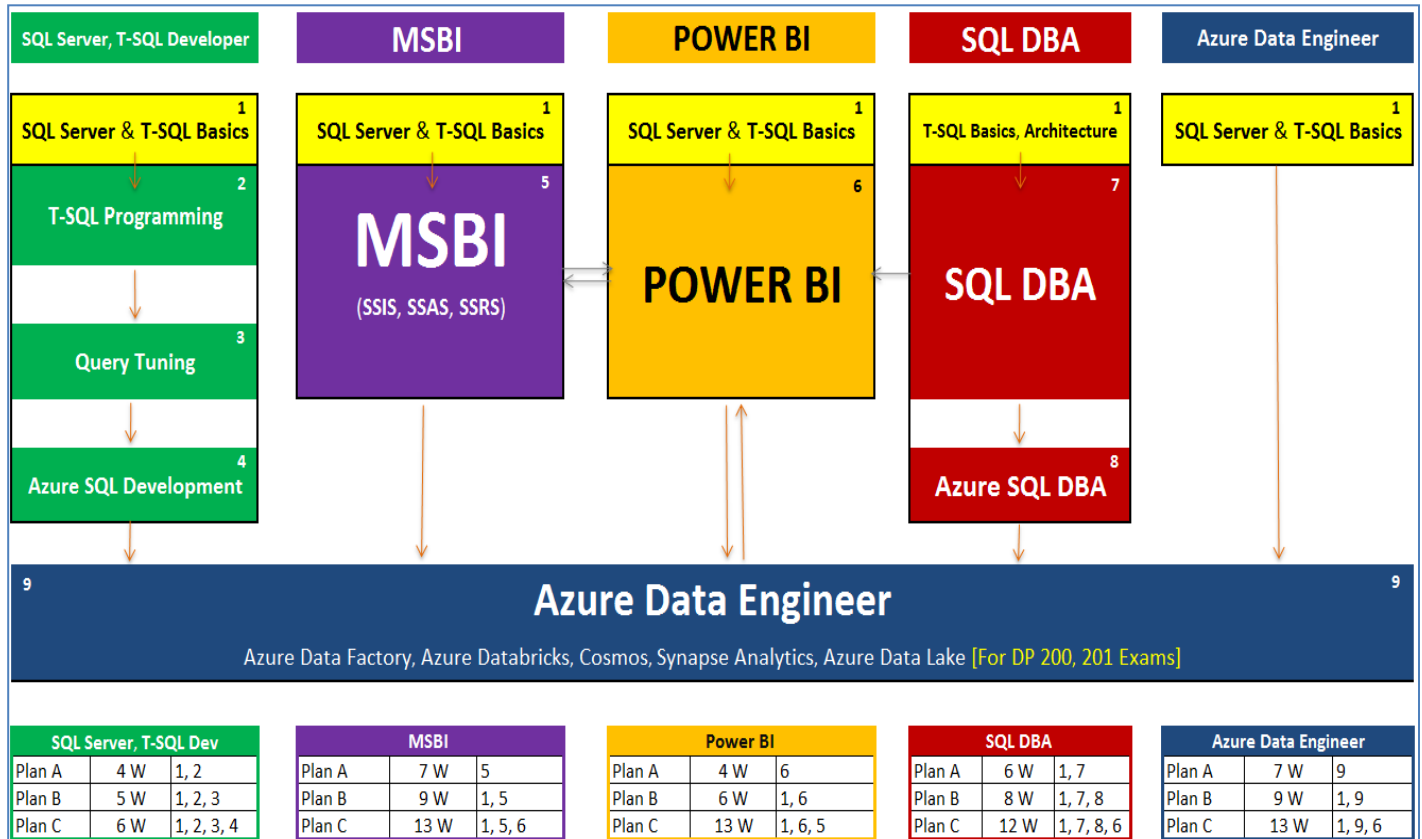 SQL Server, T-SQL Developer
MSBI
POWER BI
SQL DBA
Azure Data Engineer
1
SQL Server & T-SQL Basics
1
SQL Server & T-SQL Basics
1
SQL Server & T-SQL Basics
1
T-SQL Basics, Architecture
1
SQL Server & T-SQL Basics
2
T-SQL Programming
3
Query Tuning
4
Azure SQL Development
5
MSBI
(SSIS, SSAS, SSRS)
6
POWER BI
7
SQL DBA
8
Azure SQL DBA
9
9
Azure Data Engineer
Azure Data Factory, Azure Databricks, Cosmos, Synapse Analytics, Azure Data Lake [For DP 200, 201 Exams]
SQL Server, T-SQL Dev
Plan A 4 W 1, 2
Plan B 5 W 1, 2, 3
Plan C 6 W 1, 2, 3, 4
MSBI
Plan A 7 W 5
Plan B 9 W 1, 5
Plan C 13 W 1, 5, 6
Power BI
Plan A 4 W 6
Plan B 6 W 1, 6
Plan C 13 W 1, 6, 5
SQL DBA
Plan A 6 W 1, 7
Plan B 8 W 1, 7, 8
Plan C 12 W 1, 7, 8, 6
Azure Data Engineer
Plan A 7 W 9
Plan B 9 W 1, 9
Plan C 13 W 1, 9, 6